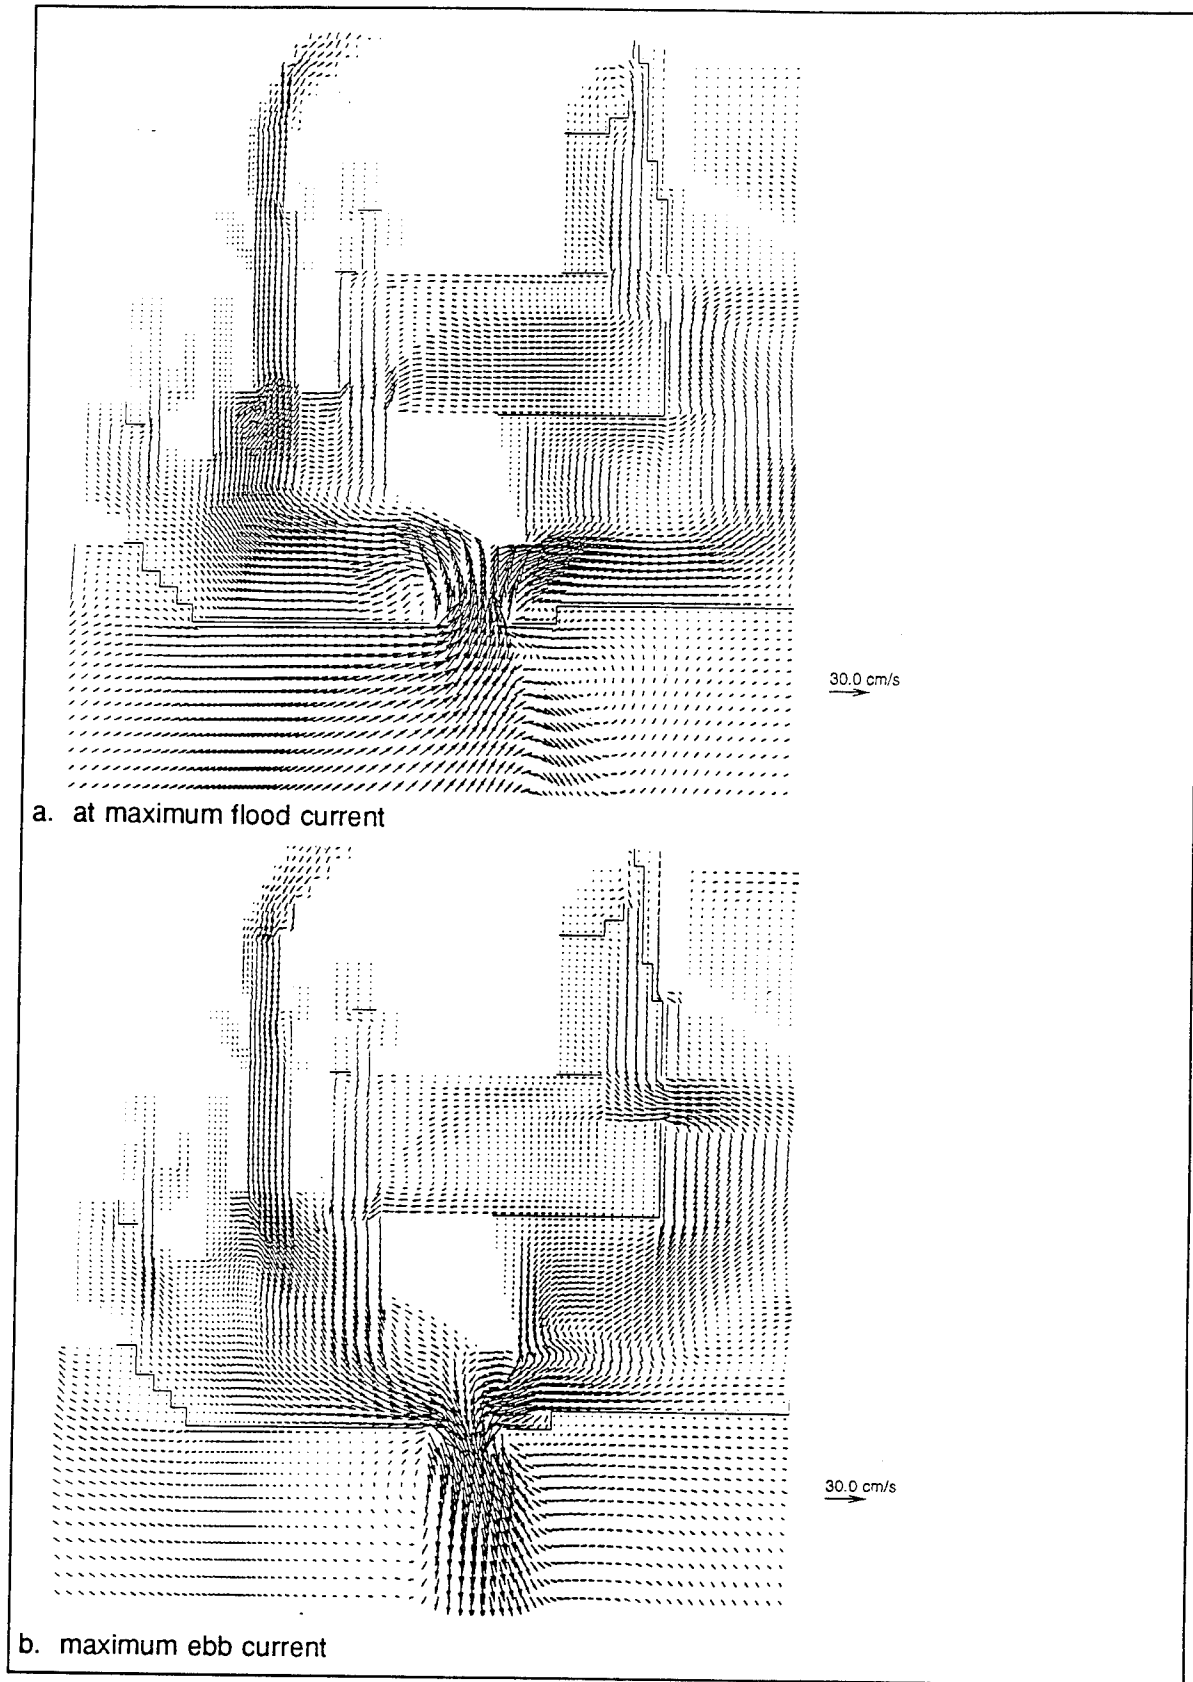 30.0 cm/s
a. at maximum flood current
30.0 cm/s
b. maximum ebb current